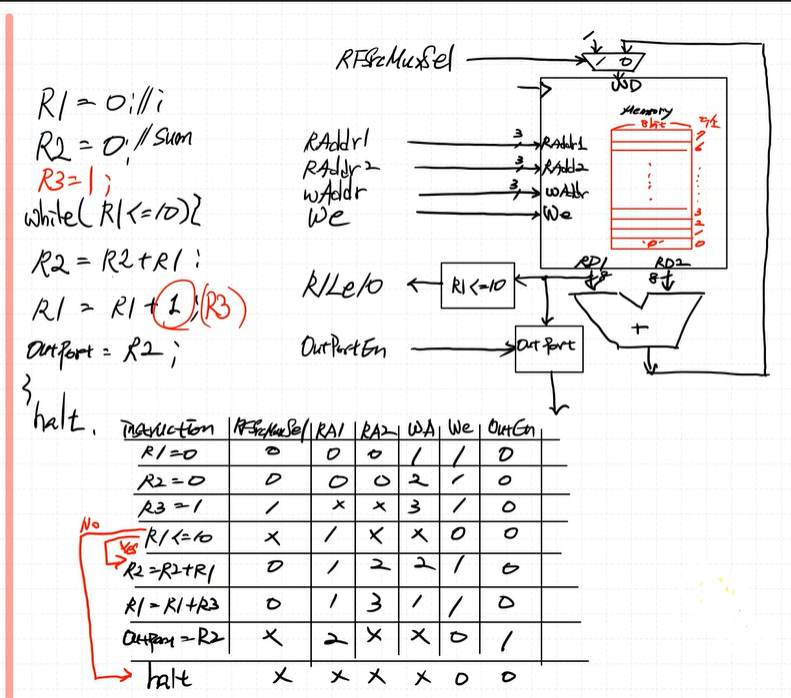 RFSrcMuxSel
1 0
WD
R1 = 0; // i
R2 = 0; // Sum
R3 = 1;
while( R1 <= 10) {
R2 = R2 + R1 ;
R1 = R1 + 1 ; (R3)
OutPort = R2 ;
}
halt.
RAddr1
RAddr2
WAddr
We
3
3
3
RAddr1
RAdd2
WAddr
We
Memory
8bit
7
6
3
2
1
"0" 0
RD1 RD2
8 8
R1Le10
R1<=10
+
OutPortEn
OutPort
Instruction RFSrcMuxSel RA1 RA2 WA We OutEn
R1=0 0 0 0 1 1 0
R2=0 0 0 0 2 1 0
R3=1 1 x x 3 1 0
No
Yes
R1<=10 x 1 x x 0 0
R2=R2+R1 0 1 2 2 1 0
R1=R1+R3 0 1 3 1 1 0
OutPort=R2 x 2 x x 0 1
halt x x x x 0 0